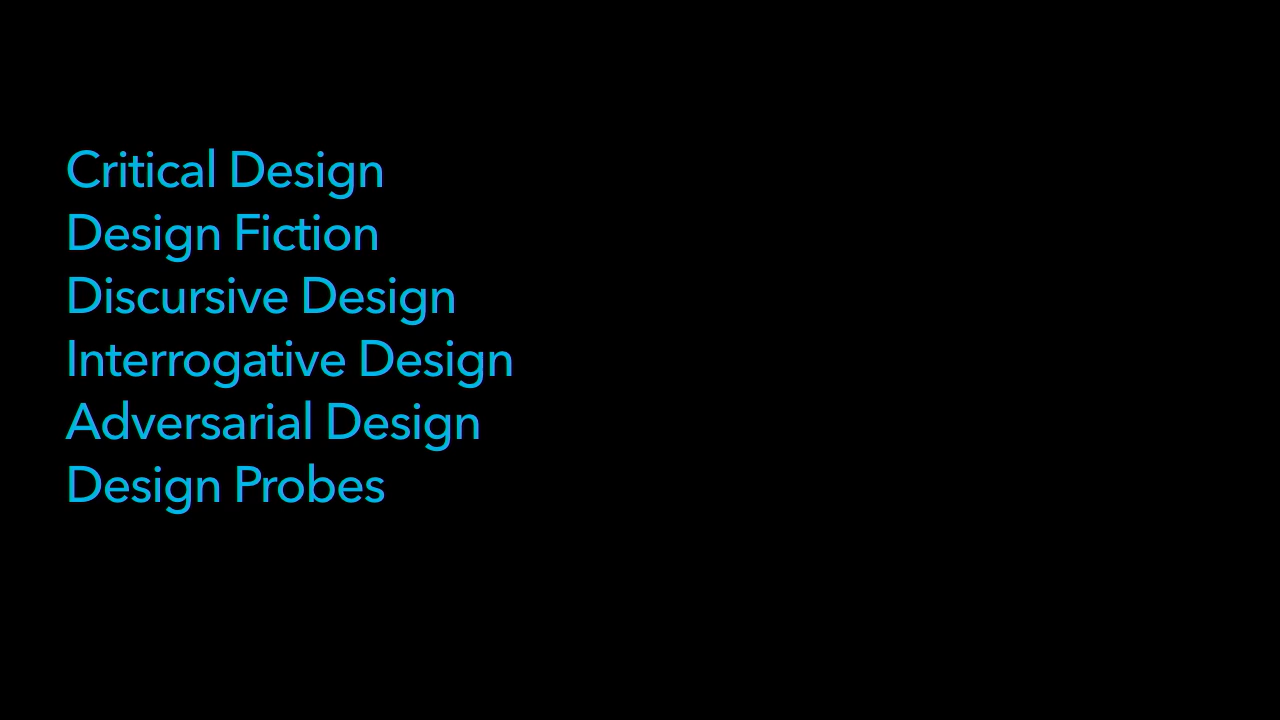 Critical Design
Design Fiction
Discursive Design
Interrogative Design
Adversarial Design
Design Probes